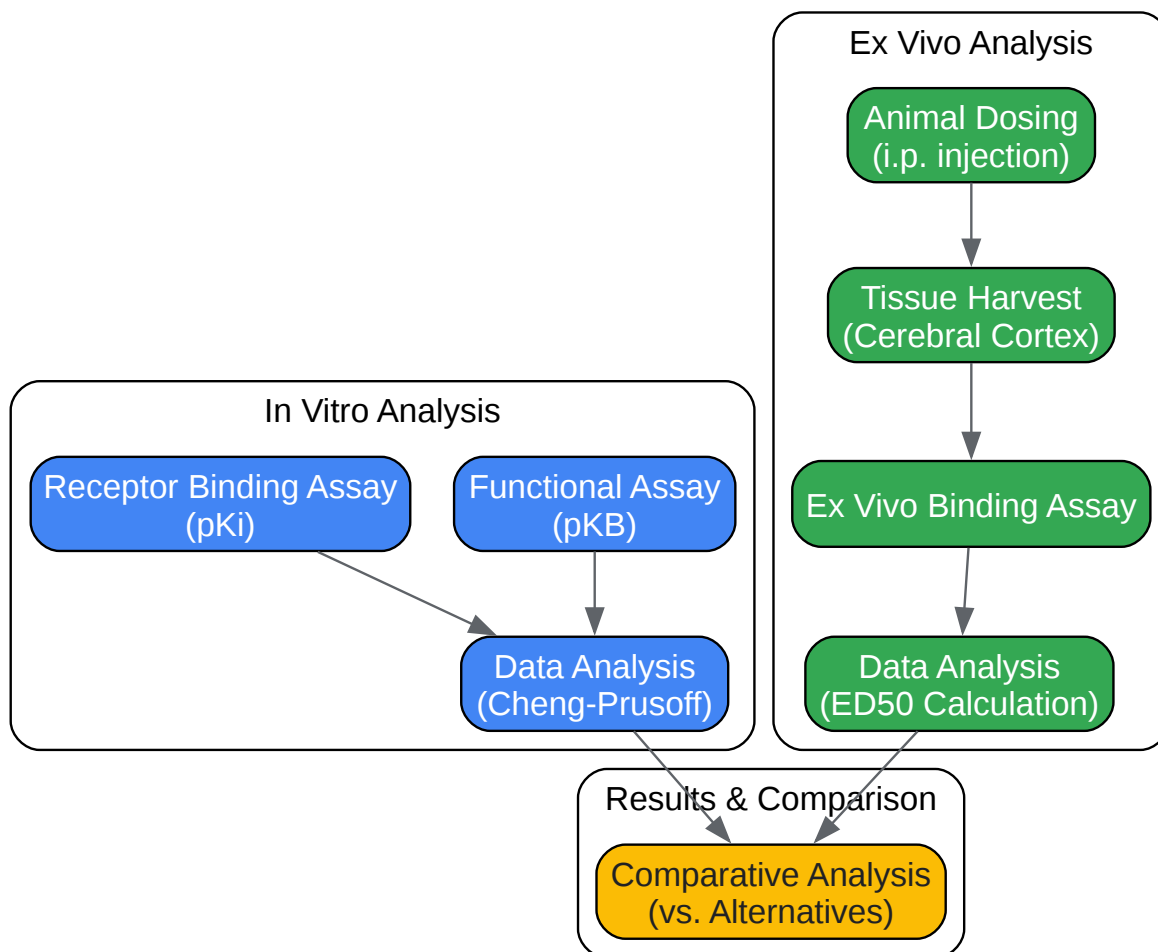 Ex Vivo Analysis
Animal Dosing
(i.p. injection)
Tissue Harvest
(Cerebral Cortex)
In Vitro Analysis
Receptor Binding Assay
(pKi)
Functional Assay
(pKB)
Ex Vivo Binding Assay
Data Analysis
(Cheng-Prusoff)
Data Analysis
(ED50 Calculation)
Results & Comparison
Comparative Analysis
(vs. Alternatives)